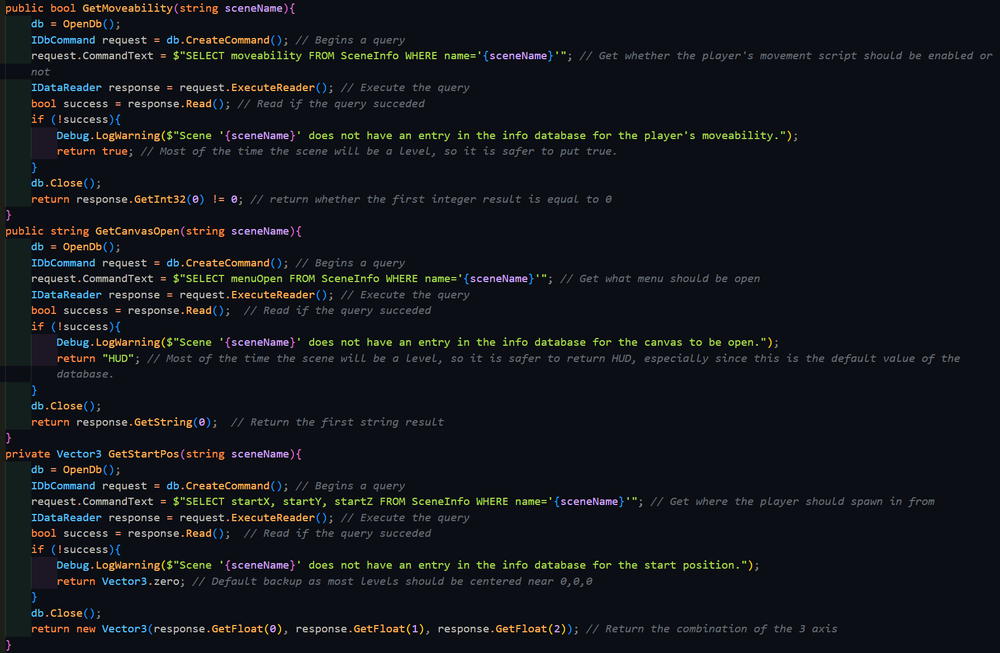 public bool GetMoveability(string sceneName){
    db = OpenDb();
    IDbCommand request = db.CreateCommand(); // Begins a query
    request.CommandText = $"SELECT moveability FROM SceneInfo WHERE name='{sceneName}'"; // Get whether the player's movement script should be enabled or
    not
    IDataReader response = request.ExecuteReader(); // Execute the query
    bool success = response.Read(); // Read if the query succeded
    if (!success){
        Debug.LogWarning($"Scene '{sceneName}' does not have an entry in the info database for the player's moveability.");
        return true; // Most of the time the scene will be a level, so it is safer to put true.
    }
    db.Close();
    return response.GetInt32(0) != 0; // return whether the first integer result is equal to 0
}
public string GetCanvasOpen(string sceneName){
    db = OpenDb();
    IDbCommand request = db.CreateCommand(); // Begins a query
    request.CommandText = $"SELECT menuOpen FROM SceneInfo WHERE name='{sceneName}'"; // Get what menu should be open
    IDataReader response = request.ExecuteReader(); // Execute the query
    bool success = response.Read();  // Read if the query succeded
    if (!success){
        Debug.LogWarning($"Scene '{sceneName}' does not have an entry in the info database for the canvas to be open.");
        return "HUD"; // Most of the time the scene will be a level, so it is safer to return HUD, especially since this is the default value of the
        database.
    }
    db.Close();
    return response.GetString(0);  // Return the first string result
}
private Vector3 GetStartPos(string sceneName){
    db = OpenDb();
    IDbCommand request = db.CreateCommand(); // Begins a query
    request.CommandText = $"SELECT startX, startY, startZ FROM SceneInfo WHERE name='{sceneName}'"; // Get where the player should spawn in from
    IDataReader response = request.ExecuteReader(); // Execute the query
    bool success = response.Read();  // Read if the query succeded
    if (!success){
        Debug.LogWarning($"Scene '{sceneName}' does not have an entry in the info database for the start position.");
        return Vector3.zero; // Default backup as most levels should be centered near 0,0,0
    }
    db.Close();
    return new Vector3(response.GetFloat(0), response.GetFloat(1), response.GetFloat(2)); // Return the combination of the 3 axis
}